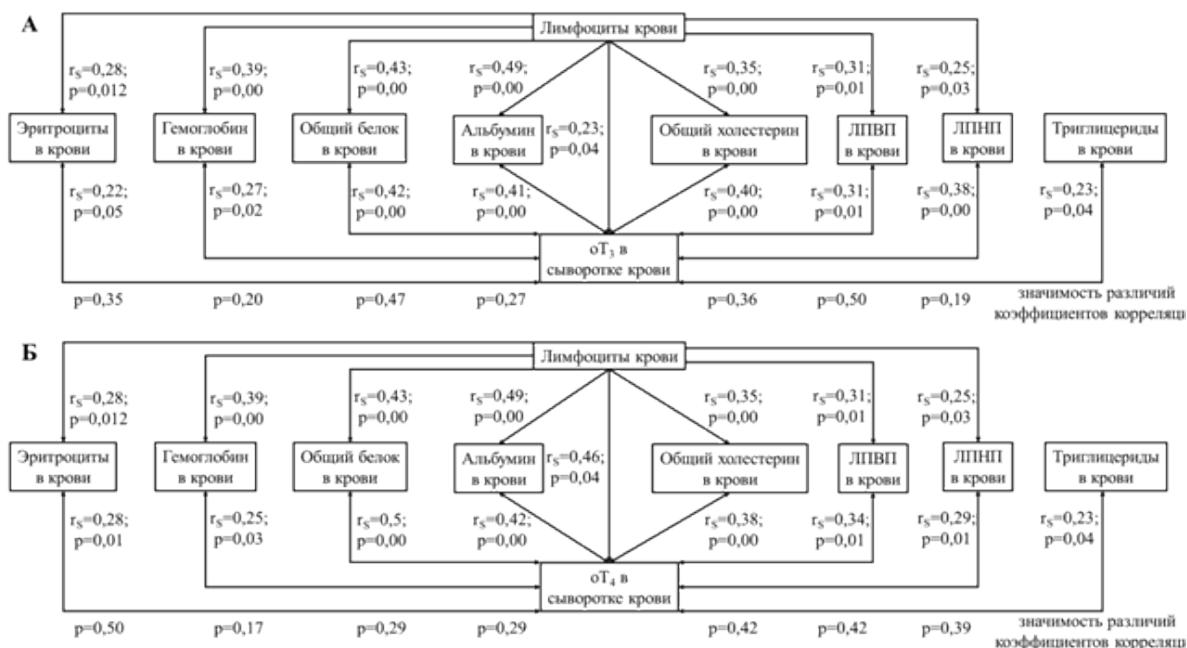 А
Лимфоциты крови
rS=0,28; rS=0,39; rS=0,43; rS=0,49; rS=0,35; rS=0,31; rS=0,25;
p=0,012 p=0,00 p=0,00 p=0,00 p=0,00 p=0,01 p=0,03
Эритроциты Гемоглобин Общий белок Альбумин rS=0,23; Общий холестерин ЛПВП ЛПНП Триглицериды
в крови в крови в крови в крови p=0,04 в крови в крови в крови в крови
rS=0,22; rS=0,27; rS=0,42; rS=0,41; rS=0,40; rS=0,31; rS=0,38; rS=0,23;
p=0,05 p=0,02 p=0,00 p=0,00 p=0,00 p=0,01 p=0,00 p=0,04
оТ3 в
сыворотке крови
p=0,35 p=0,20 p=0,47 p=0,27 p=0,36 p=0,50 p=0,19 значимость различий
коэффициентов корреляци
Б
Лимфоциты крови
rS=0,28; rS=0,39; rS=0,43; rS=0,49; rS=0,35; rS=0,31; rS=0,25;
p=0,012 p=0,00 p=0,00 p=0,00 p=0,00 p=0,01 p=0,03
Эритроциты Гемоглобин Общий белок Альбумин rS=0,46; Общий холестерин ЛПВП ЛПНП Триглицериды
в крови в крови в крови в крови p=0,04 в крови в крови в крови в крови
rS=0,28; rS=0,25; rS=0,5; rS=0,42; rS=0,38; rS=0,34; rS=0,29; rS=0,23;
p=0,01 p=0,03 p=0,00 p=0,00 p=0,00 p=0,01 p=0,01 p=0,04
оТ4 в
сыворотке крови
p=0,50 p=0,17 p=0,29 p=0,29 p=0,42 p=0,42 p=0,39 значимость различий
коэффициентов корреляци